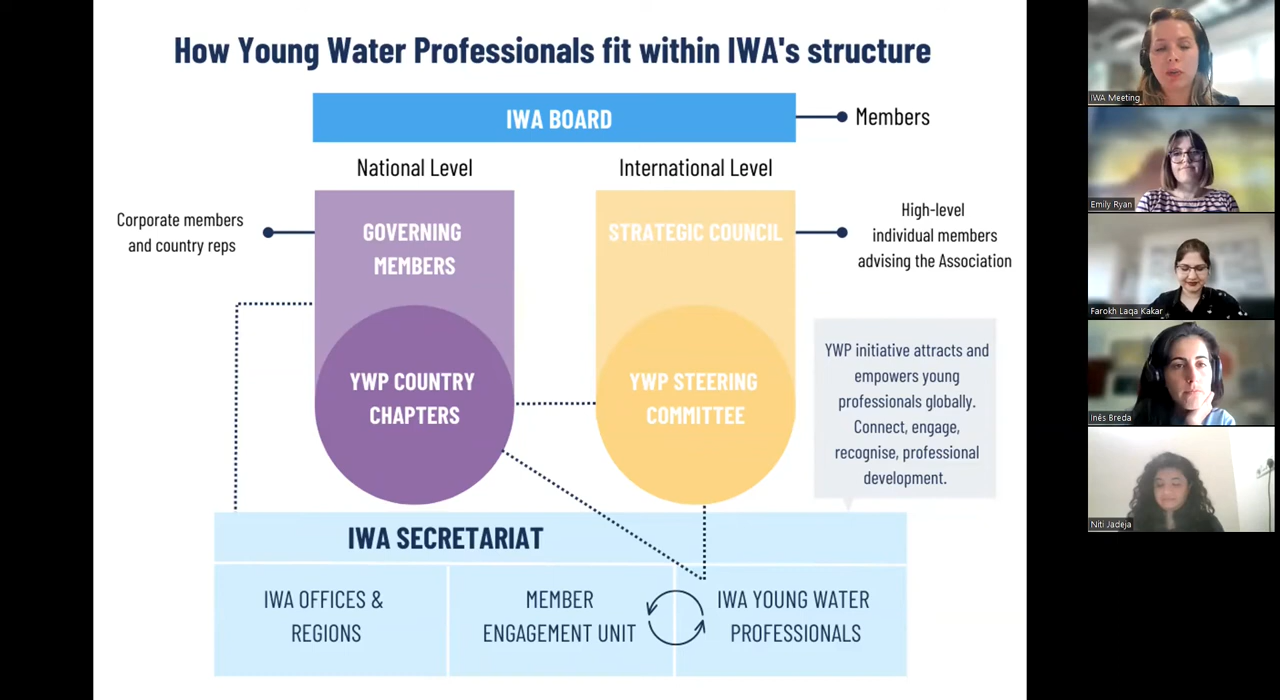 How Young Water Professionals fit within IWA's structure
IWA BOARD
Members
National Level
International Level
Corporate members
and country reps
GOVERNING
MEMBERS
STRATEGIC COUNCIL
High-level
individual members
advising the Association
YWP COUNTRY
CHAPTERS
YWP STEERING
COMMITTEE
YWP initiative attracts and
empowers young
professionals globally.
Connect, engage,
recognise, professional
development.
IWA SECRETARIAT
IWA OFFICES &
REGIONS
MEMBER
ENGAGEMENT UNIT
IWA YOUNG WATER
PROFESSIONALS
IWA Meeting
Emily Ryan
Farokh Laqa Kakar
Inês Breda
Niti Jadeja